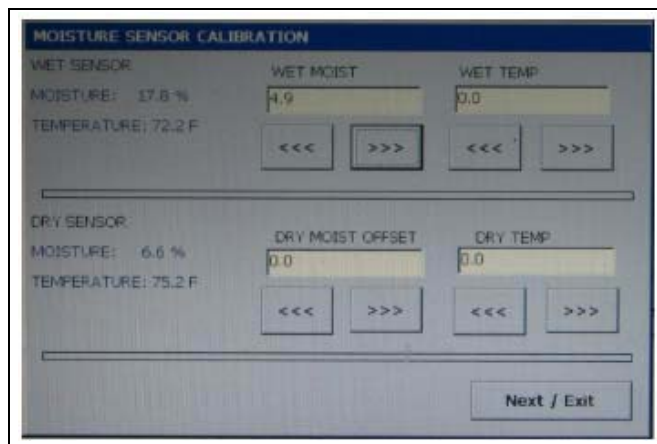 MOISTURE SENSOR CALIBRATION
WET SENSOR
WET MOIST
WET TEMP
MOISTURE: 17.8 %
4.9
0.0
TEMPERATURE: 72.2 F
<<<
>>>
<<<
>>>
DRY SENSOR
DRY MOIST OFFSET
DRY TEMP
MOISTURE: 6.6 %
0.0
0.0
TEMPERATURE: 75.2 F
<<<
>>>
<<<
>>>
Next / Exit